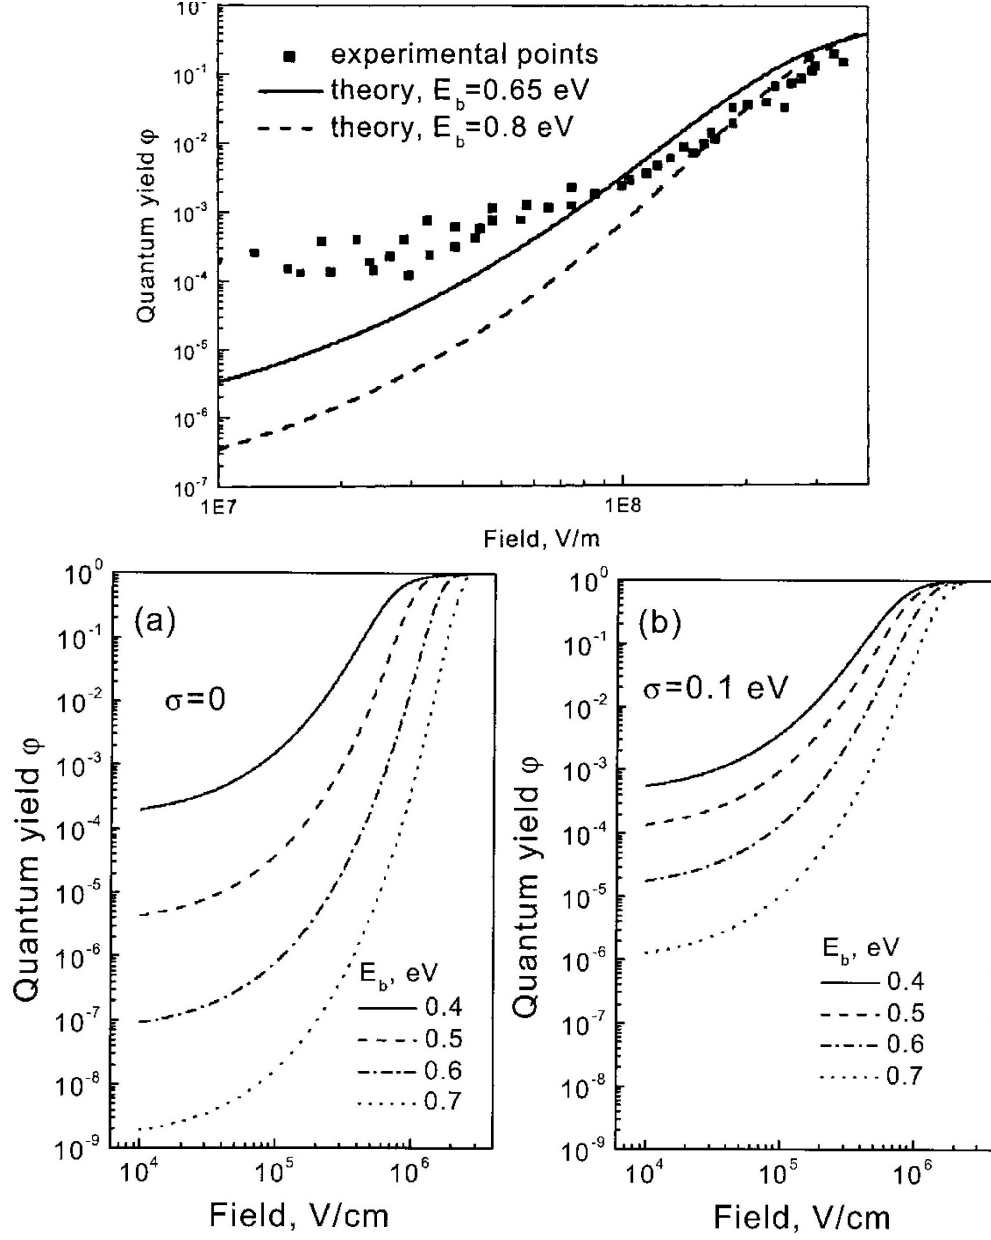 10⁰
experimental points
theory, E_b=0.65 eV
theory, E_b=0.8 eV
10⁻¹
10⁻²
10⁻³
10⁻⁴
10⁻⁵
10⁻⁶
10⁻⁷
Quantum yield φ
1E7
1E8
Field, V/m
(a)
σ=0
10⁰
10⁻¹
10⁻²
10⁻³
10⁻⁴
10⁻⁵
10⁻⁶
10⁻⁷
10⁻⁸
10⁻⁹
Quantum yield φ
E_b, eV
0.4
0.5
0.6
0.7
10⁴
10⁵
10⁶
Field, V/cm
(b)
σ=0.1 eV
10⁰
10⁻¹
10⁻²
10⁻³
10⁻⁴
10⁻⁵
10⁻⁶
10⁻⁷
10⁻⁸
10⁻⁹
Quantum yield φ
E_b, eV
0.4
0.5
0.6
0.7
10⁴
10⁵
10⁶
Field, V/cm